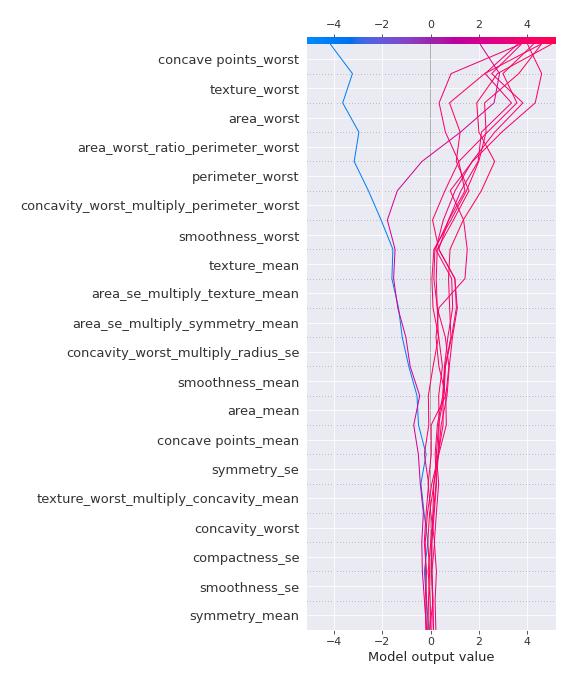 −4 −2 0 2 4
concave points_worst
texture_worst
area_worst
area_worst_ratio_perimeter_worst
perimeter_worst
concavity_worst_multiply_perimeter_worst
smoothness_worst
texture_mean
area_se_multiply_texture_mean
area_se_multiply_symmetry_mean
concavity_worst_multiply_radius_se
smoothness_mean
area_mean
concave points_mean
symmetry_se
texture_worst_multiply_concavity_mean
concavity_worst
compactness_se
smoothness_se
symmetry_mean
−4 −2 0 2 4
Model output value